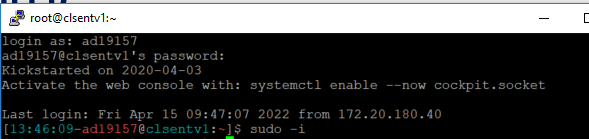 root@clsentv1:~
login as: ad19157
ad19157@clsentv1's password:
Kickstarted on 2020-04-03
Activate the web console with: systemctl enable --now cockpit.socket
Last login: Fri Apr 15 09:47:07 2022 from 172.20.180.40
[13:46:09-ad19157@clsentv1:~]$ sudo -i